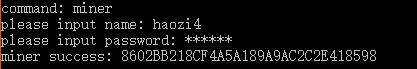 command: miner
please input name: haozi4
please input password: ******
miner success: 8602BB218CF4A5A189A9AC2C2E418598